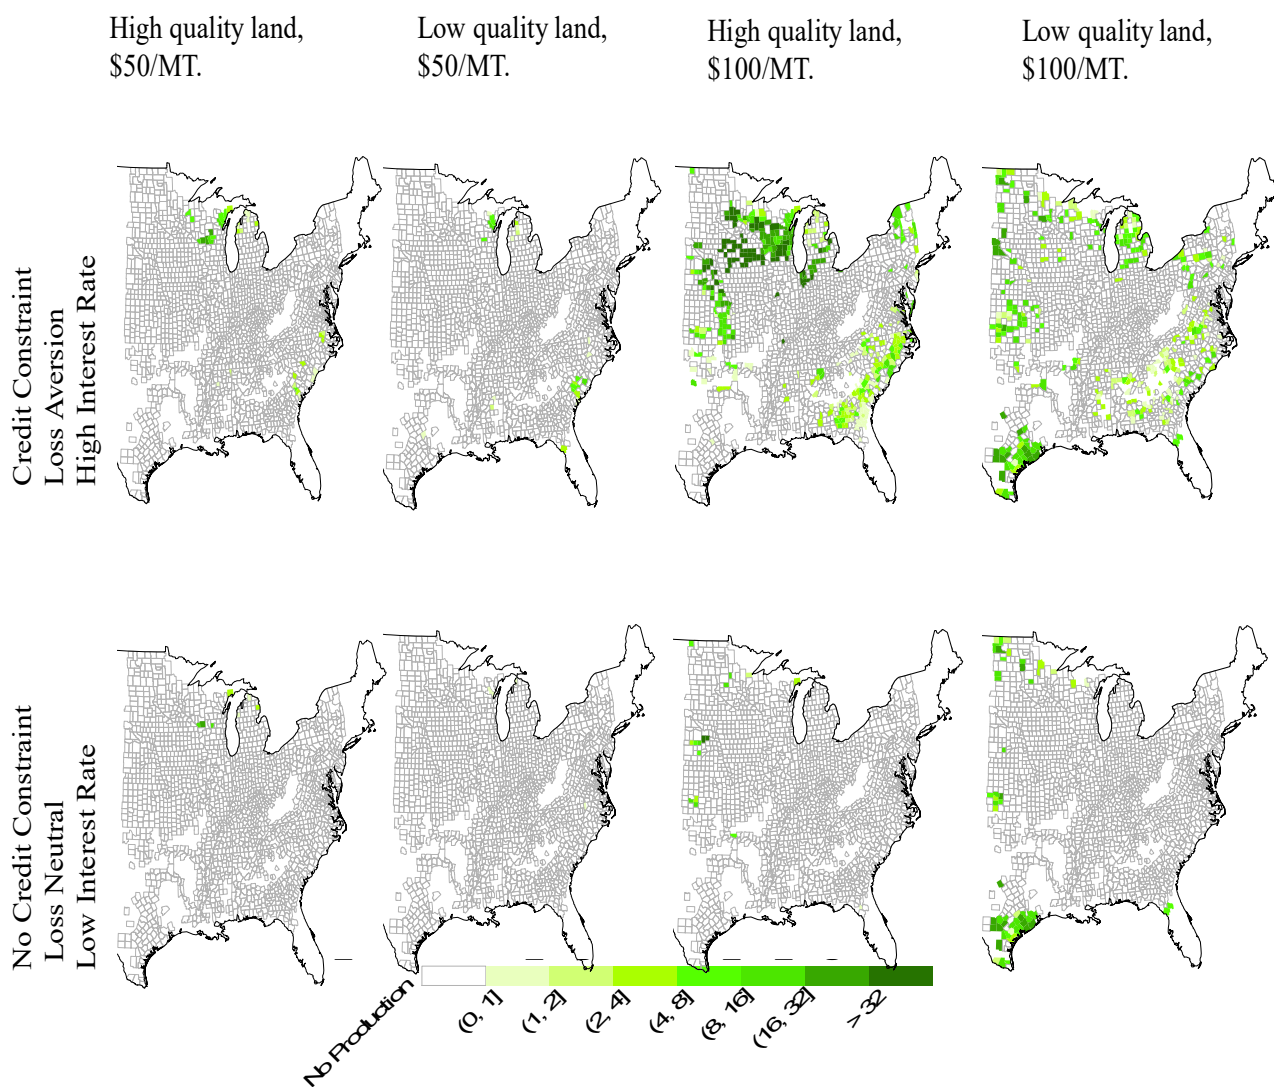 High quality land,
$50/MT.
Low quality land,
$50/MT.
High quality land,
$100/MT.
Low quality land,
$100/MT.
Credit Constraint
Loss Aversion
High Interest Rate
No Credit Constraint
Loss Neutral
Low Interest Rate
No Production
(0, 1]
(1, 2]
(2, 4]
(4, 8]
(8, 16]
(16, 32]
> 32